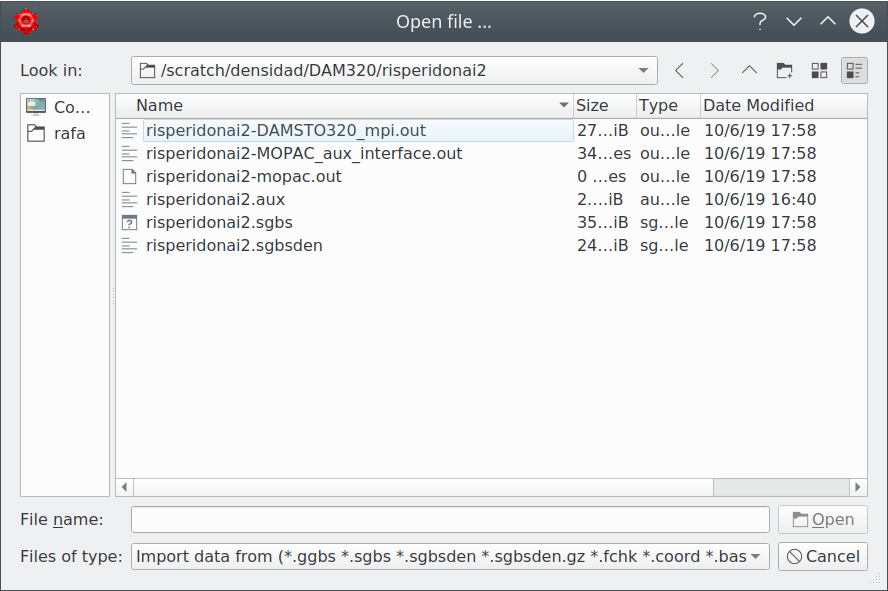 Open file ...
Look in: /scratch/densidad/DAM320/risperidonai2
Co...
rafa
Name Size Type Date Modified
risperidonai2-DAMSTO320_mpi.out 27...iB ou...le 10/6/19 17:58
risperidonai2-MOPAC_aux_interface.out 34...es ou...le 10/6/19 17:58
risperidonai2-mopac.out 0 ...es ou...le 10/6/19 17:58
risperidonai2.aux 2....iB au...le 10/6/19 16:40
risperidonai2.sgbs 35...iB sg...le 10/6/19 17:58
risperidonai2.sgbsden 24...iB sg...le 10/6/19 17:58
File name: Open
Files of type: Import data from (*.ggbs *.sgbs *.sgbsden *.sgbsden.gz *.fchk *.coord *.bas Cancel